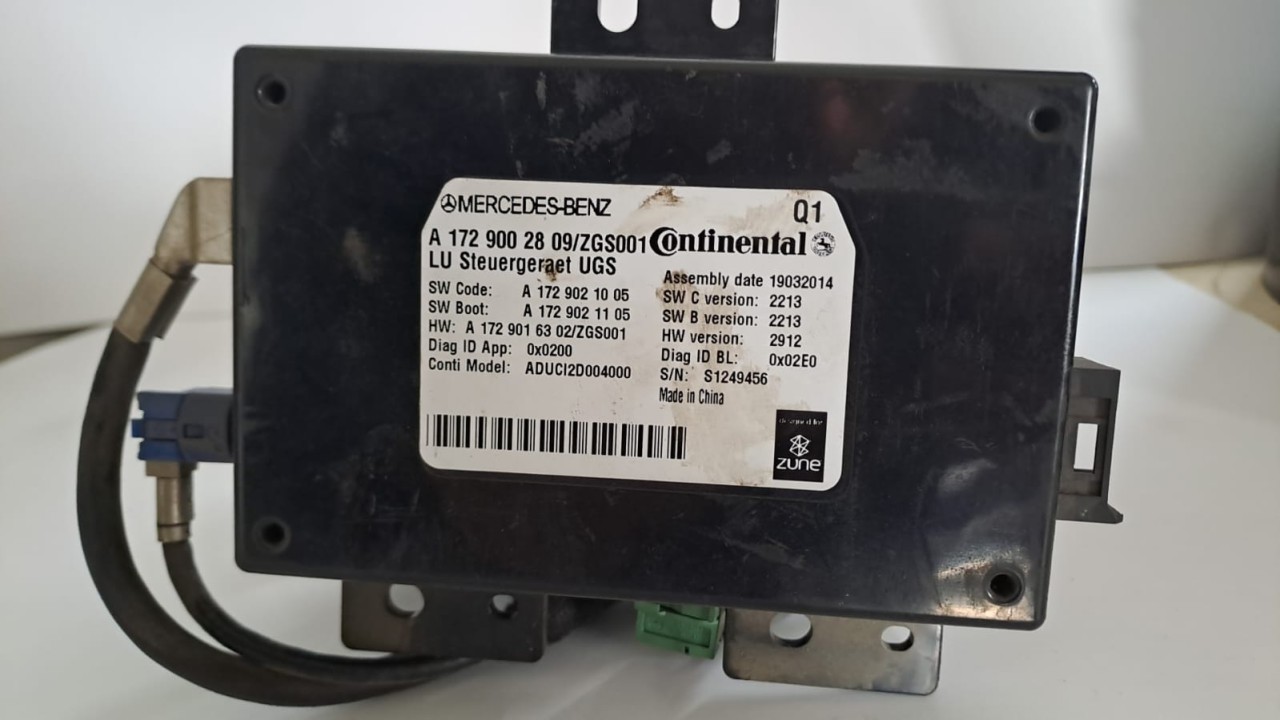 MERCEDES-BENZ
Q1
A 172 900 28 09/ZGS001
Continental
LU Steuergeraet UGS
Assembly date 19032014
SW Code: A 172 902 10 05
SW C version: 2213
SW Boot: A 172 902 11 05
SW B version: 2213
HW: A 172 901 63 02/ZGS001
HW version: 2912
Diag ID App: 0x0200
Diag ID BL: 0x02E0
Conti Model: ADUCI2D004000
S/N: S1249456
Made in China
designed for
zune